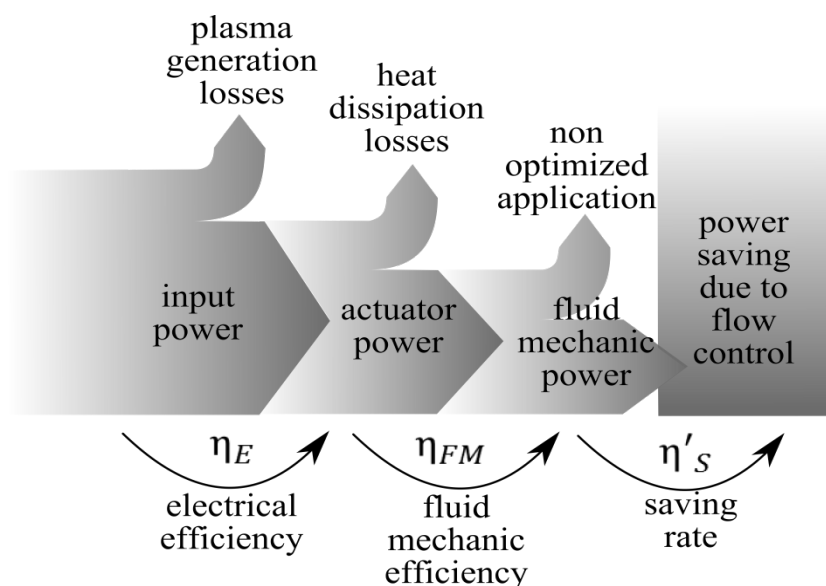 plasma
generation
losses
heat
dissipation
losses
non
optimized
application
input
power
actuator
power
fluid
mechanic
power
power
saving
due to
flow
control
η_E
electrical
efficiency
η_FM
fluid
mechanic
efficiency
η'_S
saving
rate